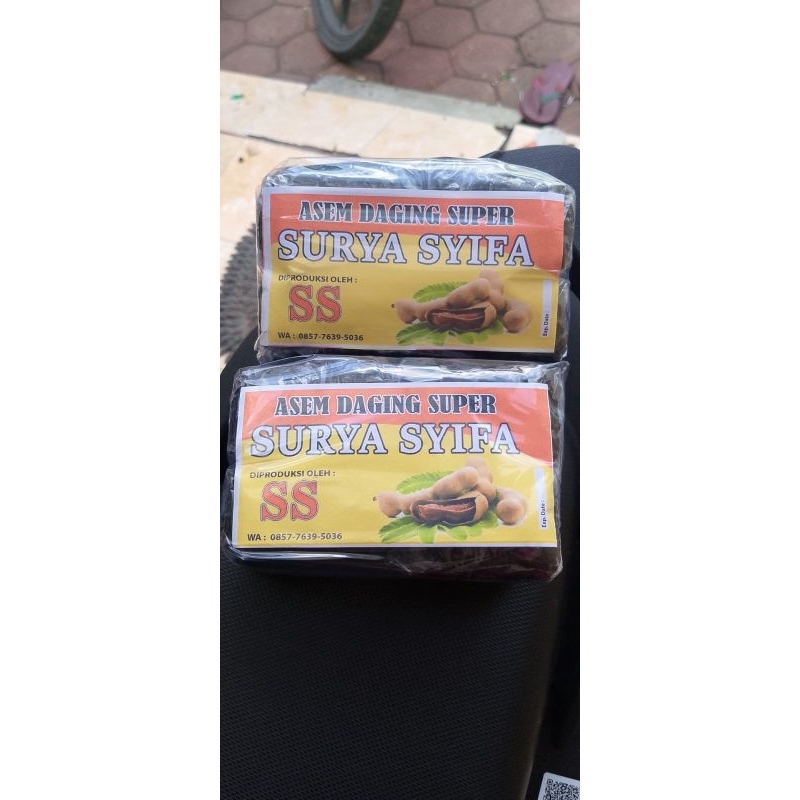 ASEM DAGING SUPER
SURYA SYIFA
DIPRODUKSI OLEH :
SS
WA : 0857-7639-5036
Exp. Date :
ASEM DAGING SUPER
SURYA SYIFA
DIPRODUKSI OLEH :
SS
WA : 0857-7639-5036
Exp. Date :